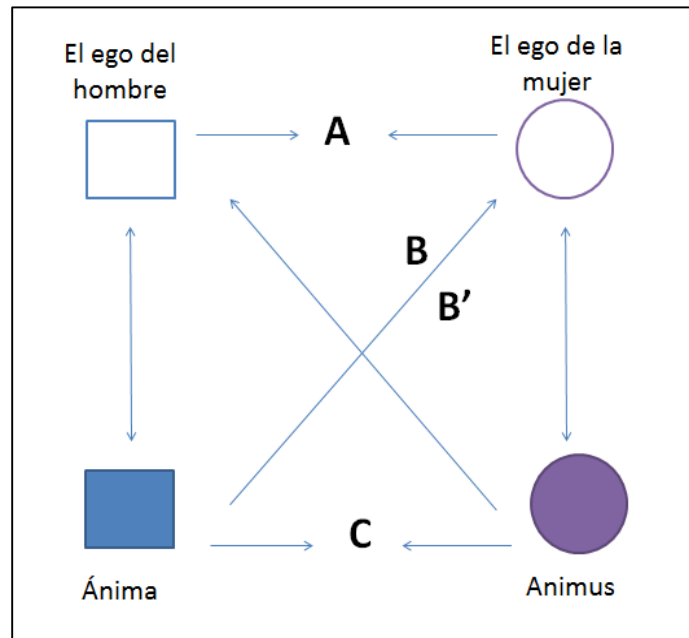 El ego del
hombre
El ego de la
mujer
A
B
B’
C
Ánima
Animus